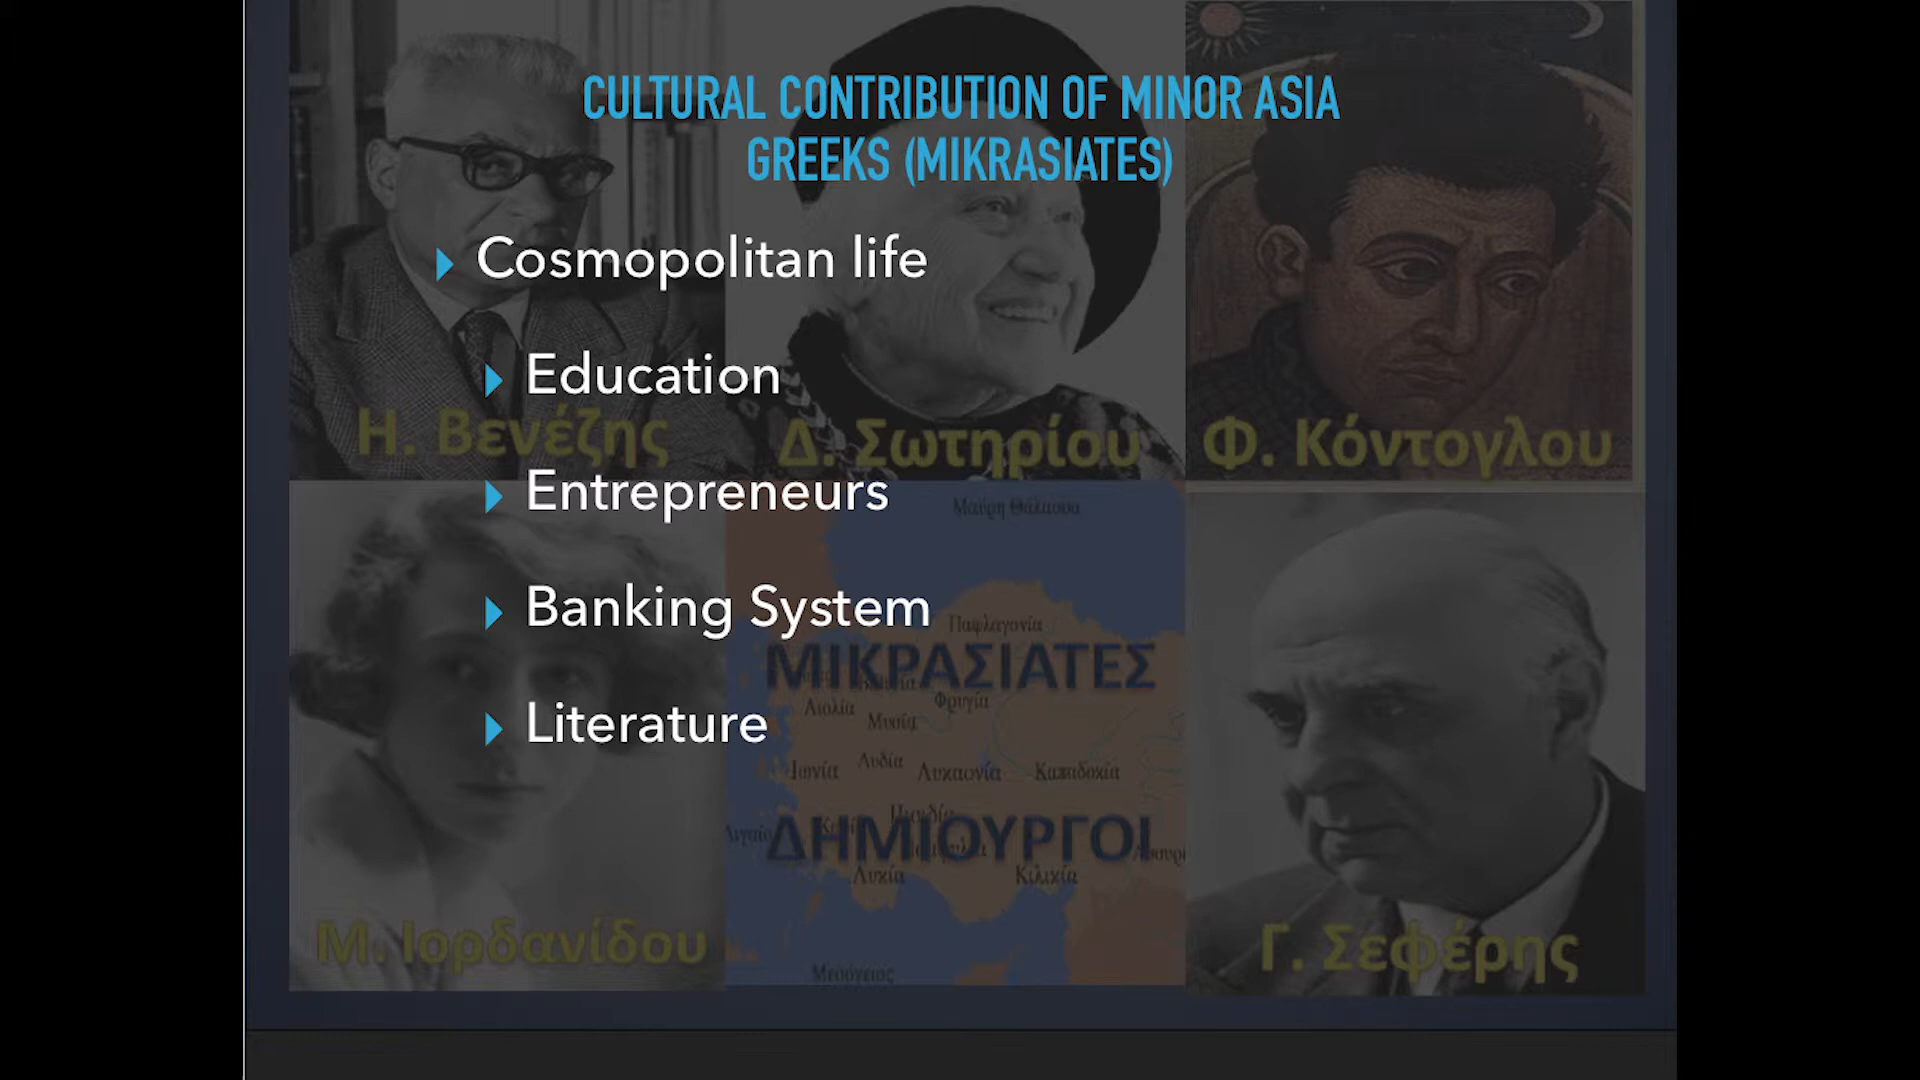 CULTURAL CONTRIBUTION OF MINOR ASIA
GREEKS (MIKRASIATES)
Cosmopolitan life
Education
Η. Βενέζης
Δ. Σωτηρίου
Φ. Κόντογλου
Entrepreneurs
Μαύρη Θάλασσα
Banking System
Παφλαγονία
ΜΙΚΡΑΣΙΑΤΕΣ
Φρυγία
Αιολία
Μυσία
Literature
Ιωνία
Λυδία
Λυκαονία
Καππαδοκία
ΔΗΜΙΟΥΡΓΟΙ
Λυκία
Κιλικία
Μ. Ιορδανίδου
Γ. Σεφέρης
Μεσόγειος